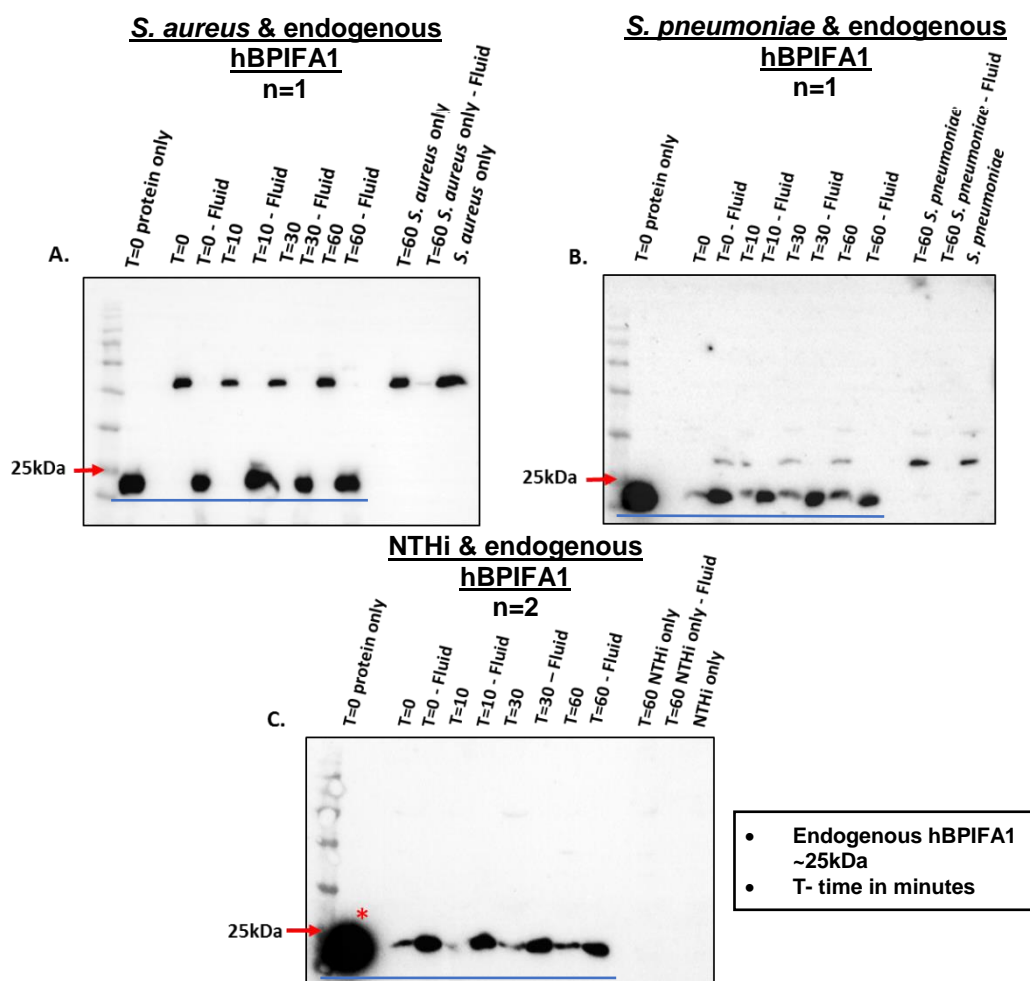 S. aureus & endogenous
hBPIFA1
n=1
T=0 protein only
T=0
T=0 - Fluid
T=10
T=10 - Fluid
T=30
T=30 - Fluid
T=60
T=60 - Fluid
T=60 S. aureus only
T=60 S. aureus only - Fluid
S. aureus only
A.
25kDa
S. pneumoniae & endogenous
hBPIFA1
n=1
T=0 protein only
T=0
T=0 - Fluid
T=10
T=10 - Fluid
T=30
T=30 - Fluid
T=60
T=60 - Fluid
T=60 S. pneumoniae
T=60 S. pneumoniae - Fluid
S. pneumoniae
B.
25kDa
NTHi & endogenous
hBPIFA1
n=2
T=0 protein only
T=0
T=0 - Fluid
T=10
T=10 - Fluid
T=30
T=30 – Fluid
T=60
T=60 - Fluid
T=60 NTHi only
T=60 NTHi only - Fluid
NTHi only
C.
*
25kDa
• Endogenous hBPIFA1
~25kDa
• T- time in minutes